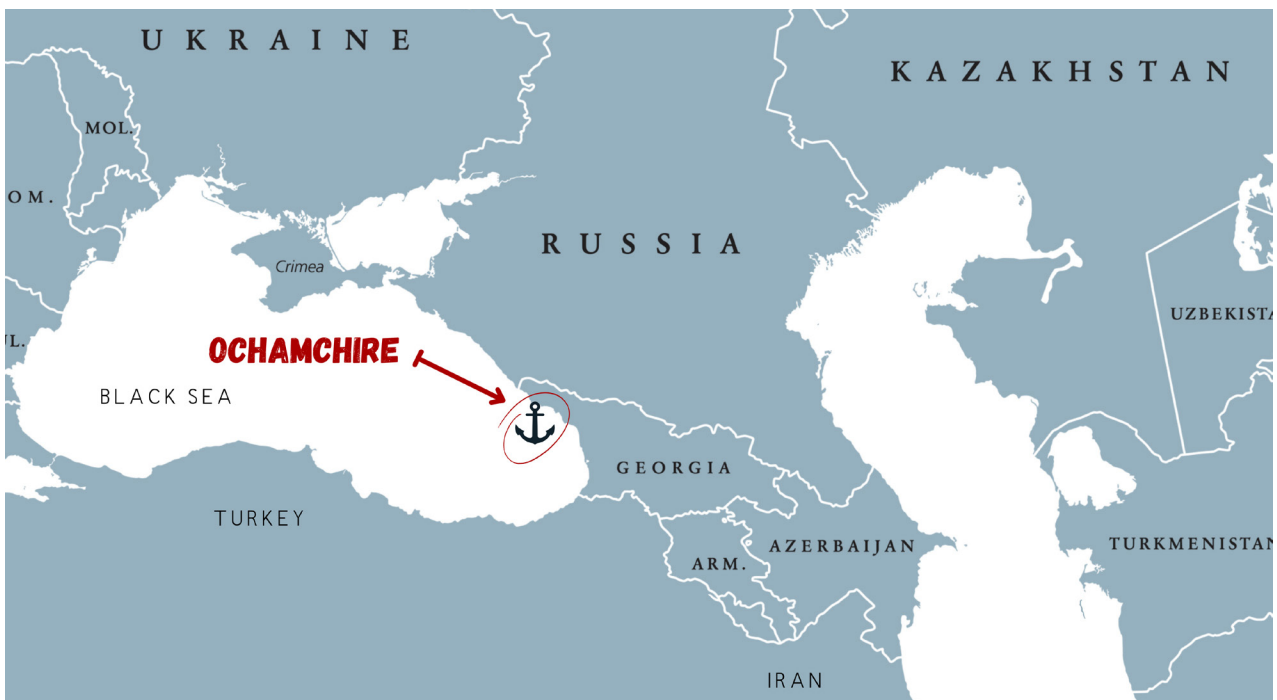 UKRAINE
KAZAKHSTAN
MOL.
OM.
RUSSIA
Crimea
UZBEKISTA
UL.
OCHAMCHIRE
BLACK SEA
GEORGIA
TURKEY
AZERBAIJAN
TURKMENISTAN
ARM.
IRAN